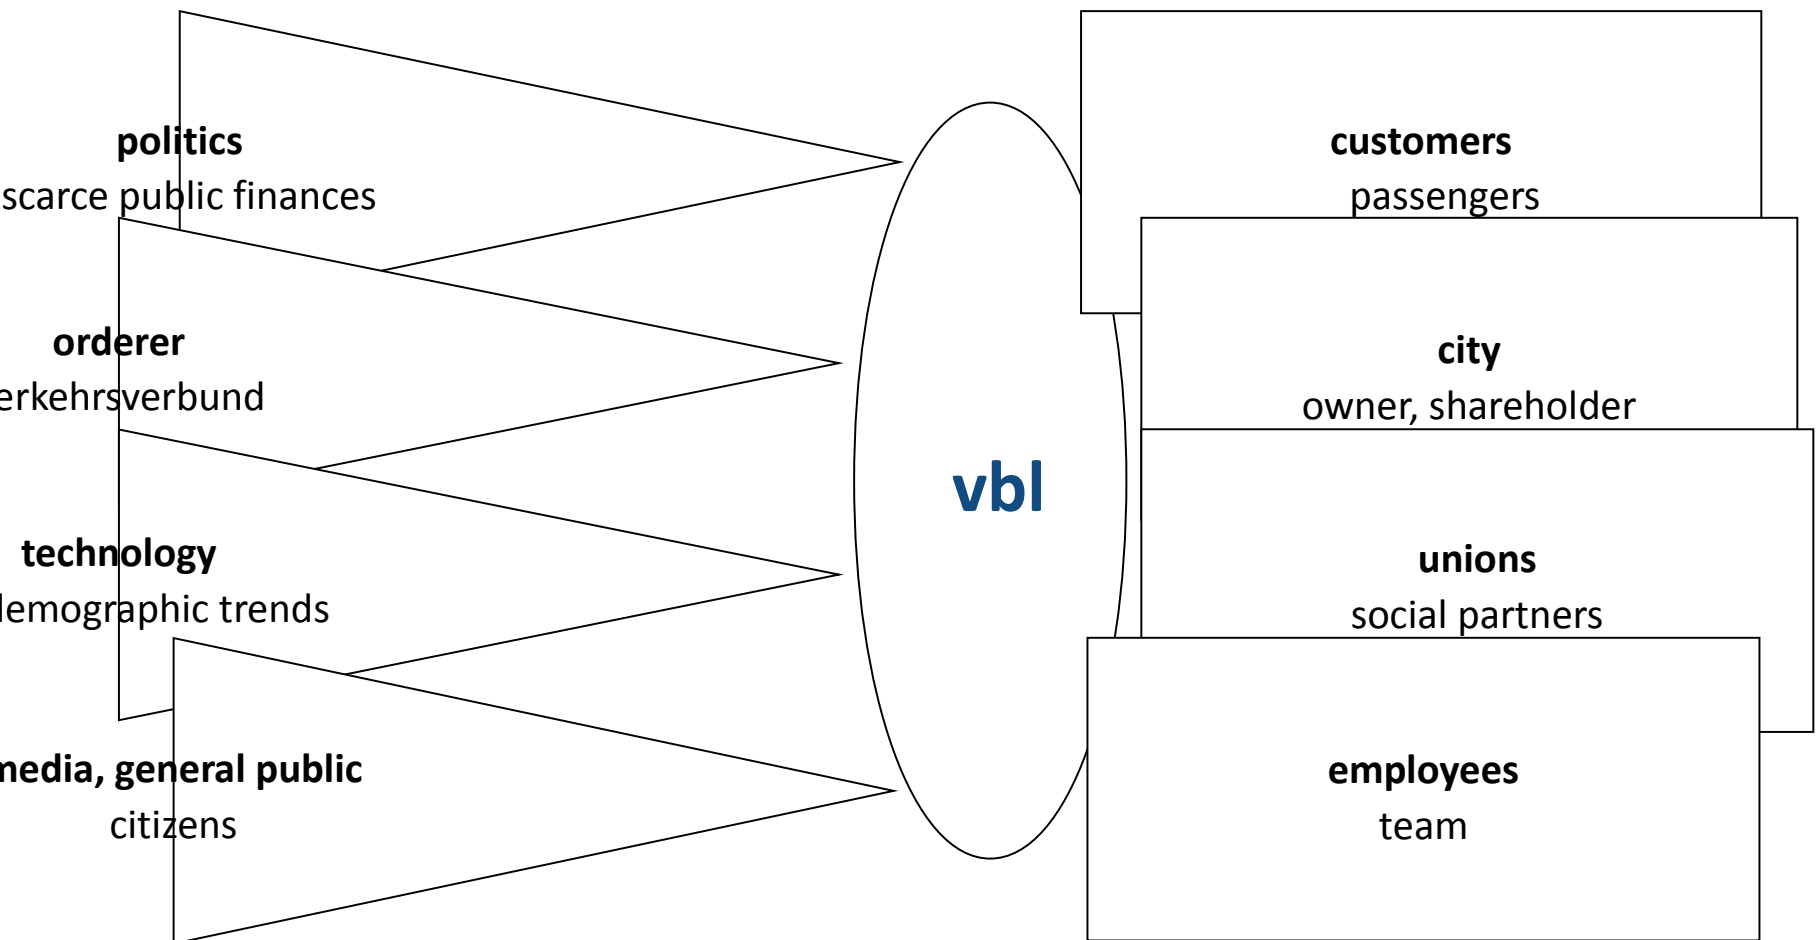 politics
scarce public finances
orderer
erkehrsverbund
technology
demographic trends
media, general public
citizens
vbl
customers
passengers
city
owner, shareholder
unions
social partners
employees
team